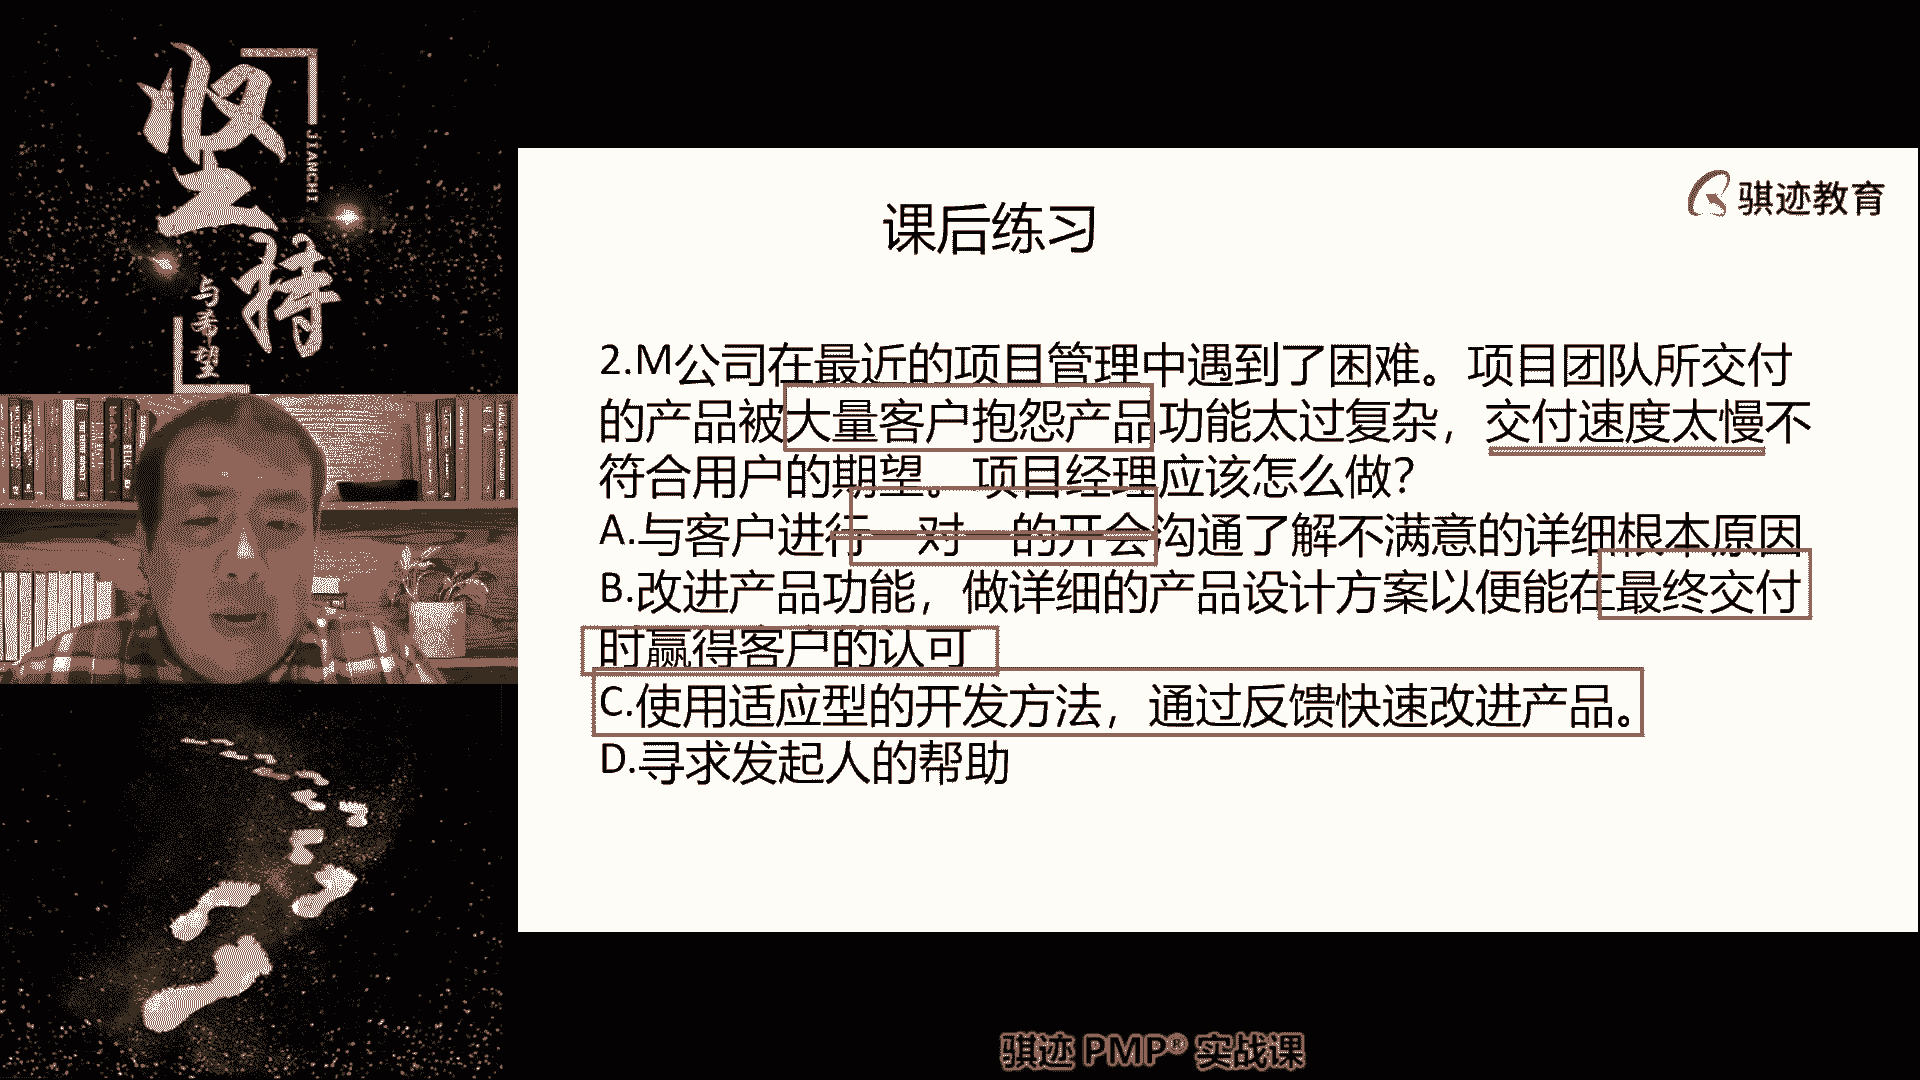 坚持
JIANCHI
与希望
骐迹教育
课后练习
2.M公司在最近的项目管理中遇到了困难。项目团队所交付
的产品被大量客户抱怨产品功能太过复杂，交付速度太慢不
符合用户的期望。项目经理应该怎么做？
A.与客户进行一对一的开会沟通了解不满意的详细根本原因
B.改进产品功能，做详细的产品设计方案以便能在最终交付
时赢得客户的认可
C.使用适应型的开发方法，通过反馈快速改进产品。
D.寻求发起人的帮助
骐迹 PMP® 实战课